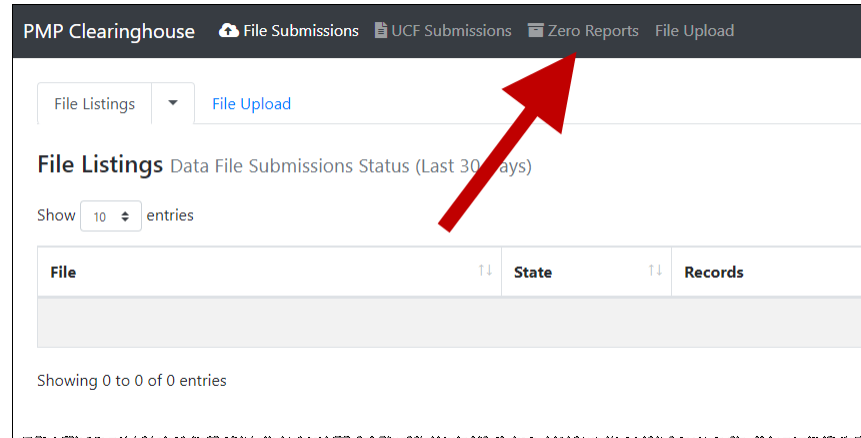 PMP Clearinghouse File Submissions UCF Submissions Zero Reports File Upload
File Listings File Upload
File Listings Data File Submissions Status (Last 30 ays)
Show 10 entries
File State Records
Showing 0 to 0 of 0 entries